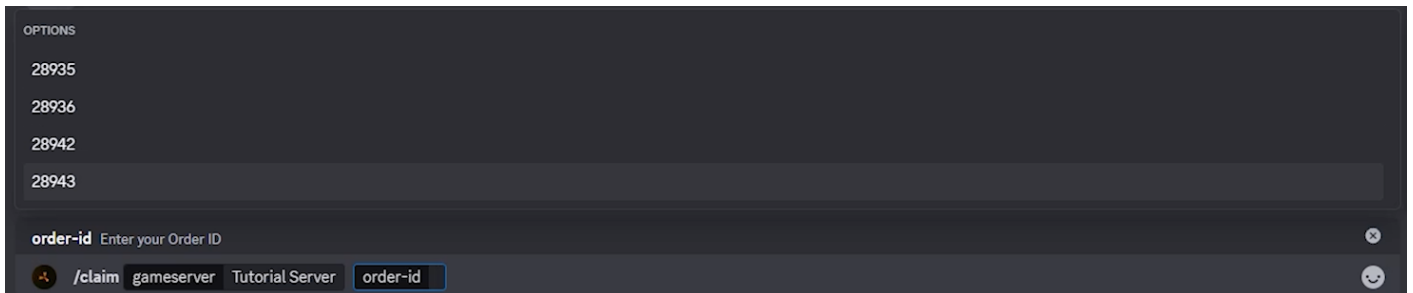 OPTIONS
28935
28936
28942
28943
order-id Enter your Order ID
/claim gameserver Tutorial Server order-id